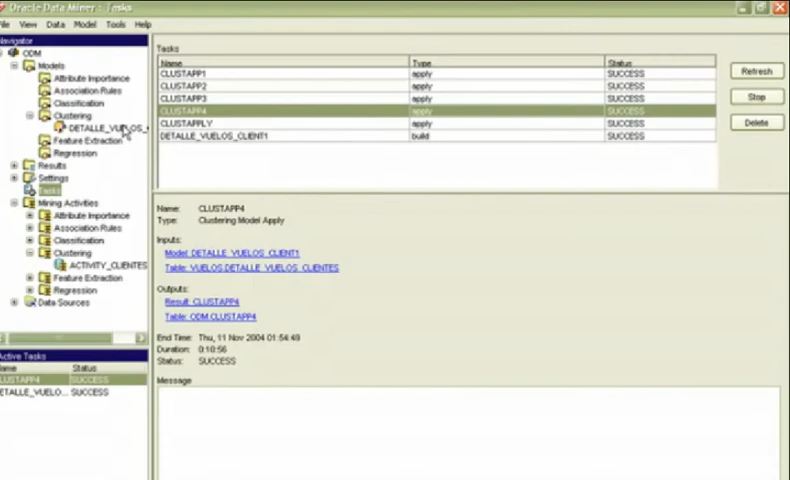 Oracle Data Miner : Tasks
File View Data Model Tools Help
Navigator
ODM
Models
Attribute Importance
Association Rules
Classification
Clustering
DETALLE_VUELOS_
Feature Extraction
Regression
Results
Settings
Tasks
Mining Activities
Attribute Importance
Association Rules
Classification
Clustering
ACTIVITY_CLIENTES
Feature Extraction
Regression
Data Sources
Active Tasks
Name Status
CLUSTAPP4 SUCCESS
DETALLE_VUELO... SUCCESS
Tasks
Name Type Status
CLUSTAPP1 apply SUCCESS
CLUSTAPP2 apply SUCCESS
CLUSTAPP3 apply SUCCESS
CLUSTAPP4 apply SUCCESS
CLUSTAPPLY apply SUCCESS
DETALLE_VUELOS_CLIENT1 build SUCCESS
Refresh
Stop
Delete
Name: CLUSTAPP4
Type: Clustering Model Apply
Inputs:
Model: DETALLE_VUELOS_CLIENT1
Table: VUELOS.DETALLE_VUELOS_CLIENTES
Outputs:
Result: CLUSTAPP4
Table: ODM.CLUSTAPP4
End Time: Thu, 11 Nov 2004 01:54:49
Duration: 0:10:56
Status: SUCCESS
Message